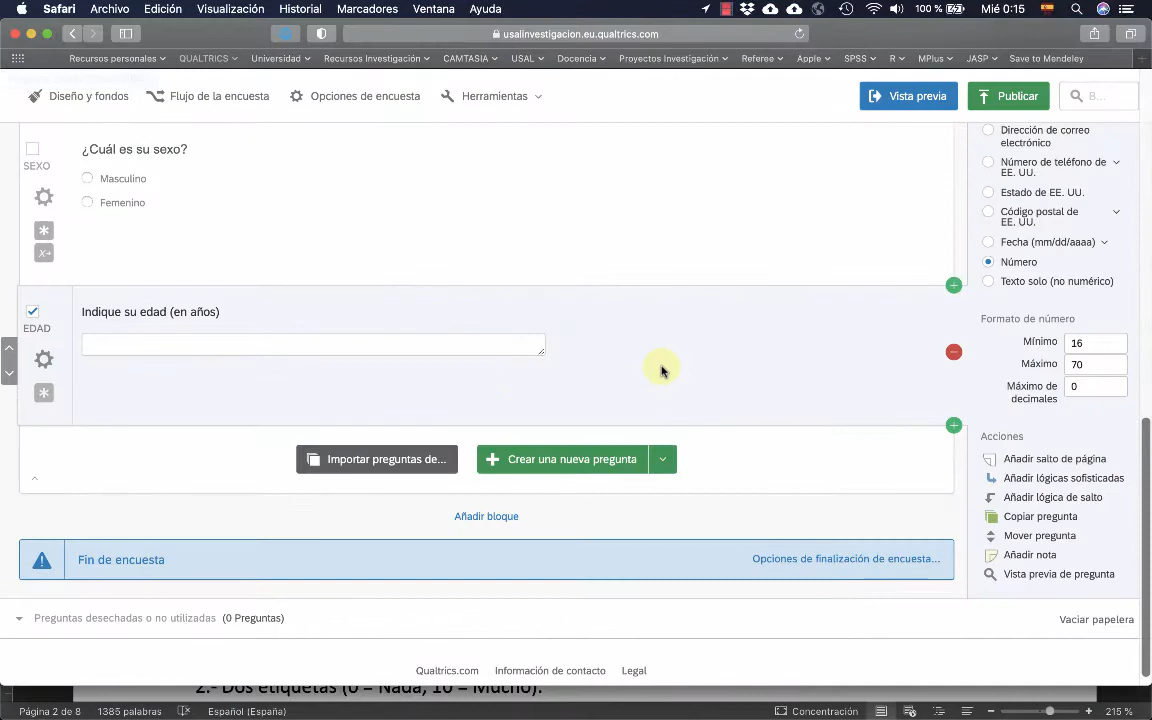 Safari Archivo Edición Visualización Historial Marcadores Ventana Ayuda 100 % Mié 0:15
usalinvestigacion.eu.qualtrics.com
Recursos personales QUALTRICS Universidad Recursos Investigación CAMTASIA USAL Docencia Proyectos Investigación Referee Apple SPSS R MPlus JASP Save to Mendeley
Diseño y fondos Flujo de la encuesta Opciones de encuesta Herramientas Vista previa Publicar B...
SEXO
¿Cuál es su sexo?
Masculino
Femenino
EDAD
Indique su edad (en años)
Importar preguntas de... Crear una nueva pregunta
Añadir bloque
Fin de encuesta Opciones de finalización de encuesta...
Dirección de correo
electrónico
Número de teléfono de
EE. UU.
Estado de EE. UU.
Código postal de
EE. UU.
Fecha (mm/dd/aaaa)
Número
Texto solo (no numérico)
Formato de número
Mínimo 16
Máximo 70
Máximo de
decimales 0
Acciones
Añadir salto de página
Añadir lógicas sofisticadas
Añadir lógica de salto
Copiar pregunta
Mover pregunta
Añadir nota
Vista previa de pregunta
Preguntas desechadas o no utilizadas (0 Preguntas) Vaciar papelera
Qualtrics.com Información de contacto Legal
2.- Dos etiquetas (0 = Nada, 10 = Mucho).
Página 2 de 8 1385 palabras Español (España) Concentración 215 %